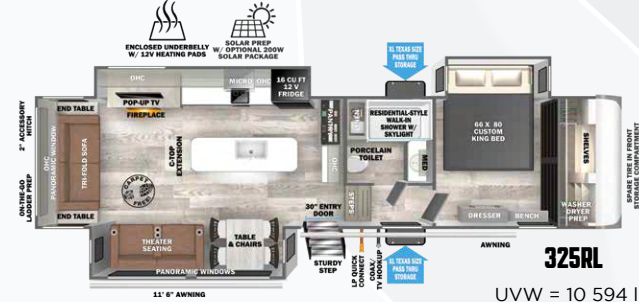 ENCLOSED UNDERBELLY
W/ 12V HEATING PADS
SOLAR PREP
W/ OPTIONAL 200W
SOLAR PACKAGE
XL TEXAS SIZE
PASS THRU
STORAGE
OHC
MICRO
OHC
16 CU FT
12 V
FRIDGE
POP-UP TV
FIREPLACE
2" ACCESSORY
HITCH
ON-THE-GO
LADDER PREP
END TABLE
OHC
PANORAMIC WINDOW
TRI-FOLD SOFA
END TABLE
C-TOP
EXTENSION
CARPET
FREE!
PANTRY
OHC
RESIDENTIAL-STYLE
WALK-IN
SHOWER W/
SKYLIGHT
PORCELAIN
TOILET
MED
STEPS
66 X 80
CUSTOM
KING BED
SHELVES
WASHER/
DRYER
PREP
SPARE TIRE IN FRONT
STORAGE COMPARTMENT
DRESSER
BENCH
30" ENTRY
DOOR
THEATER
SEATING
TABLE
& CHAIRS
PANORAMIC WINDOWS
STURDY
STEP
LP QUICK
CONNECT
COAX/
TV HOOKUP
XL TEXAS SIZE
PASS THRU
STORAGE
AWNING
11' 6" AWNING
325RL
UVW = 10 594 l